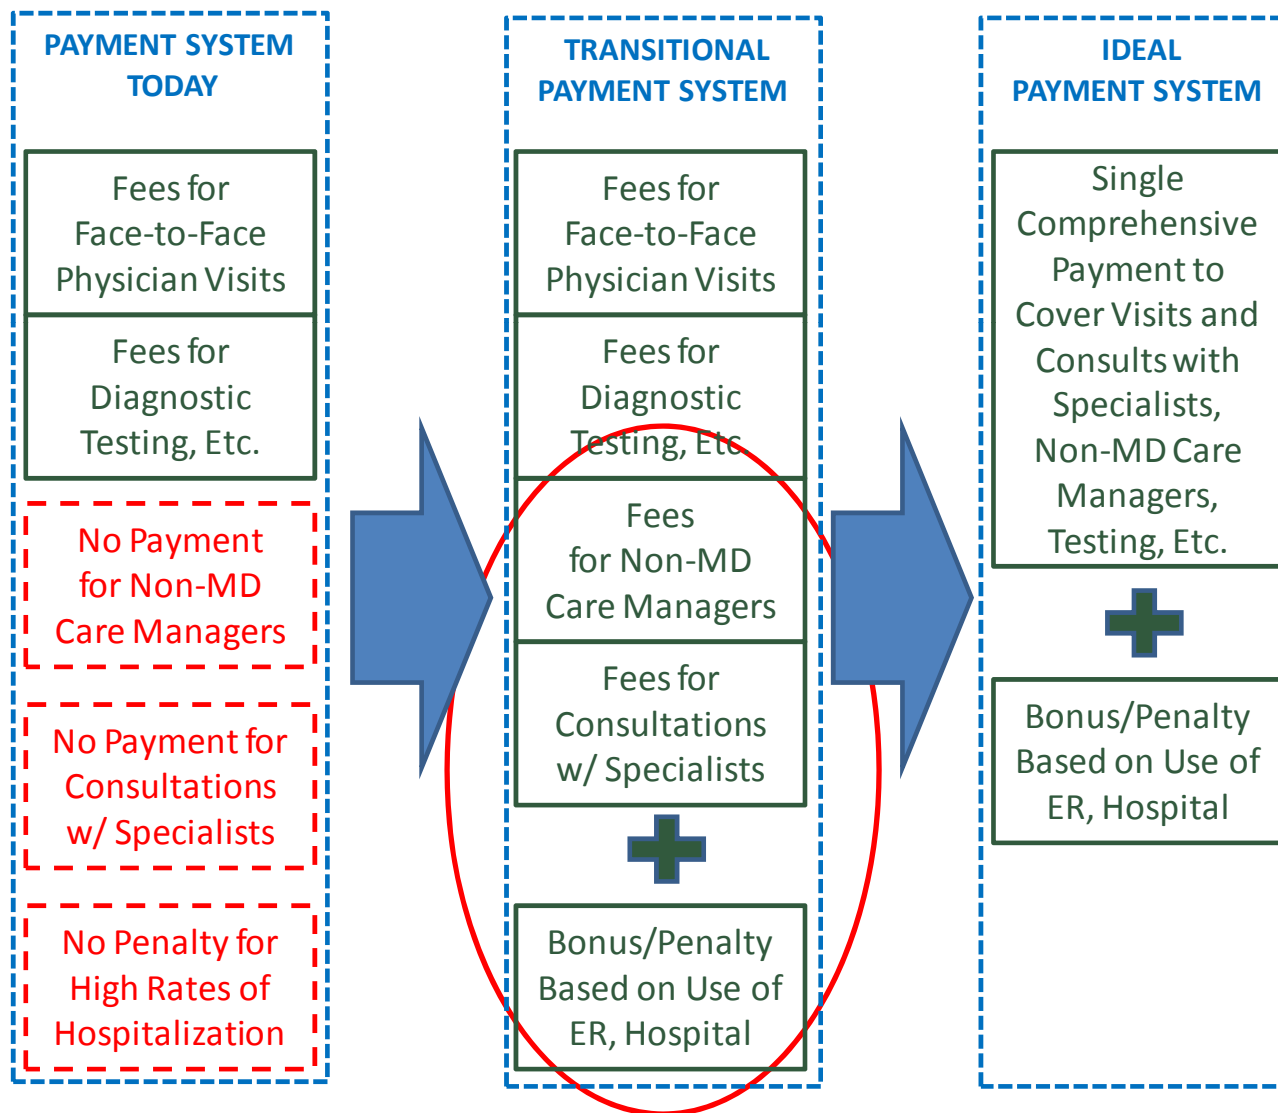 PAYMENT SYSTEM
TODAY
Fees for
Face-to-Face
Physician Visits
Fees for
Diagnostic
Testing, Etc.
No Payment
for Non-MD
Care Managers
No Payment for
Consultations
w/ Specialists
No Penalty for
High Rates of
Hospitalization
TRANSITIONAL
PAYMENT SYSTEM
Fees for
Face-to-Face
Physician Visits
Fees for
Diagnostic
Testing, Etc.
Fees
for Non-MD
Care Managers
Fees for
Consultations
w/ Specialists
Bonus/Penalty
Based on Use of
ER, Hospital
IDEAL
PAYMENT SYSTEM
Single
Comprehensive
Payment to
Cover Visits and
Consults with
Specialists,
Non-MD Care
Managers,
Testing, Etc.
Bonus/Penalty
Based on Use of
ER, Hospital